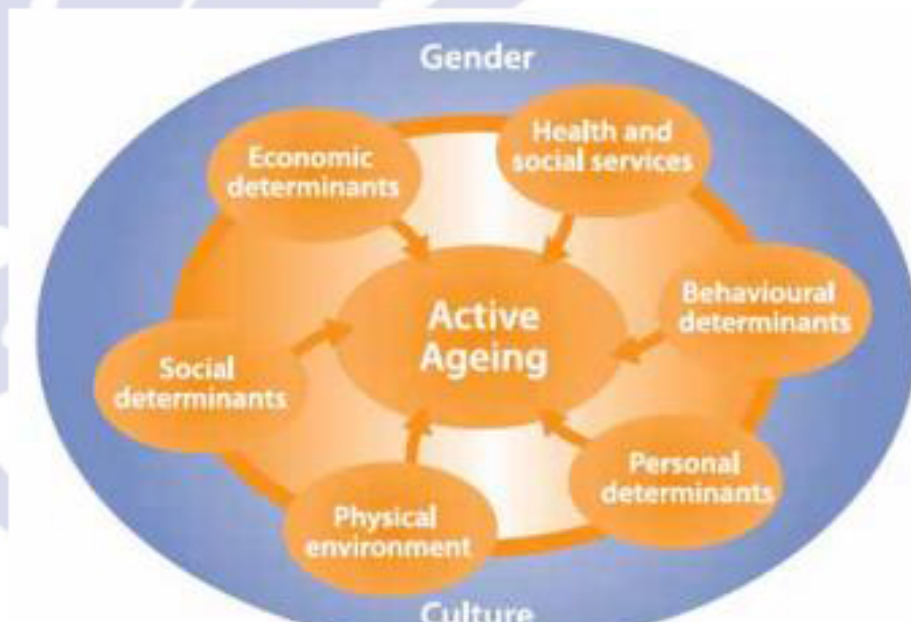 Gender
Economic
determinants
Health and
social services
Active
Ageing
Behavioural
determinants
Social
determinants
Personal
determinants
Physical
environment
Culture